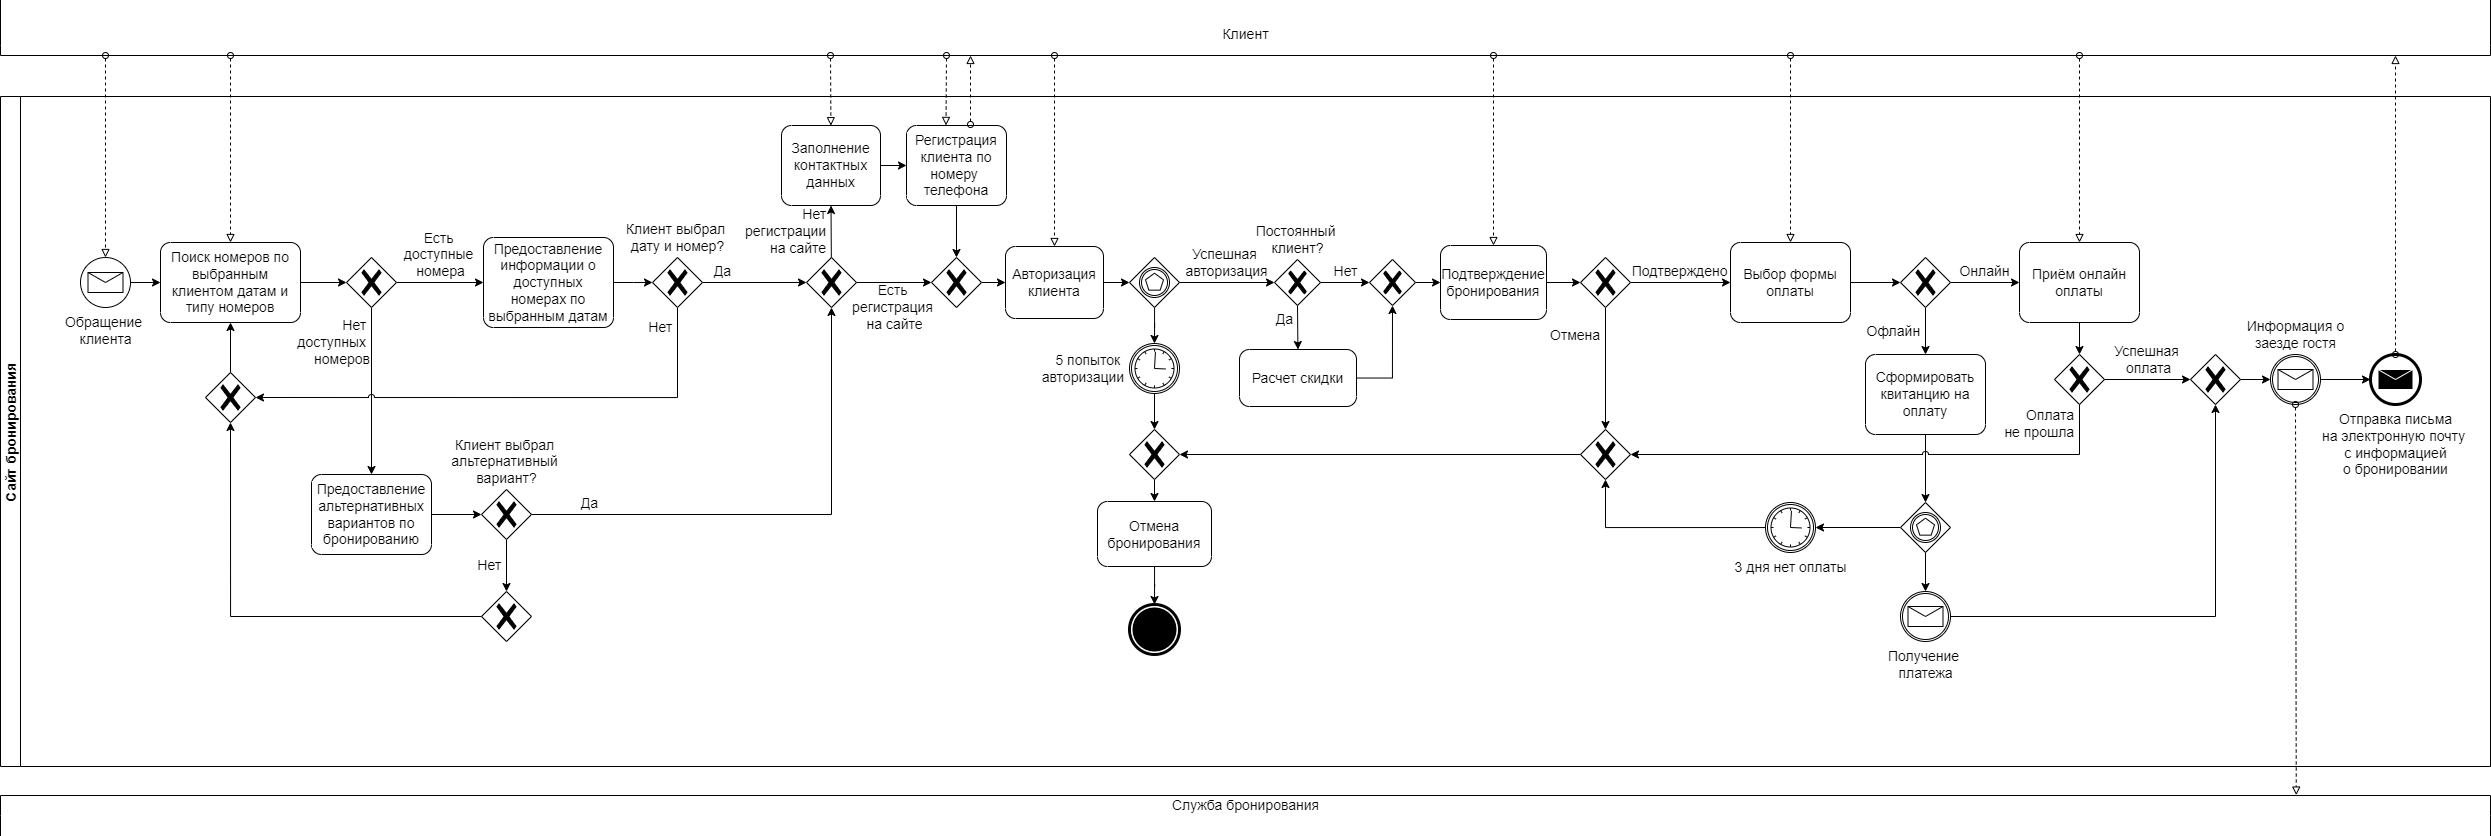 Клиент
Сайт бронирования
Обращение
клиента
Поиск номеров по
выбранным
клиентом датам и
типу номеров
Есть
доступные
номера
Нет
доступных
номеров
Предоставление
информации о
доступных
номерах по
выбранным датам
Клиент выбрал
дату и номер?
Да
Нет
Предоставление
альтернативных
вариантов по
бронированию
Клиент выбрал
альтернативный
вариант?
Да
Нет
Нет
регистрации
на сайте
Есть
регистрация
на сайте
Заполнение
контактных
данных
Регистрация
клиента по
номеру
телефона
Авторизация
клиента
Успешная
авторизация
5 попыток
авторизации
Отмена
бронирования
Постоянный
клиент?
Нет
Да
Расчет скидки
Подтверждение
бронирования
Подтверждено
Отмена
Выбор формы
оплаты
Онлайн
Офлайн
Приём онлайн
оплаты
Сформировать
квитанцию на
оплату
Успешная
оплата
Оплата
не прошла
3 дня нет оплаты
Получение
платежа
Информация о
заезде гостя
Отправка письма
на электронную почту
с информацией
о бронировании
Служба бронирования